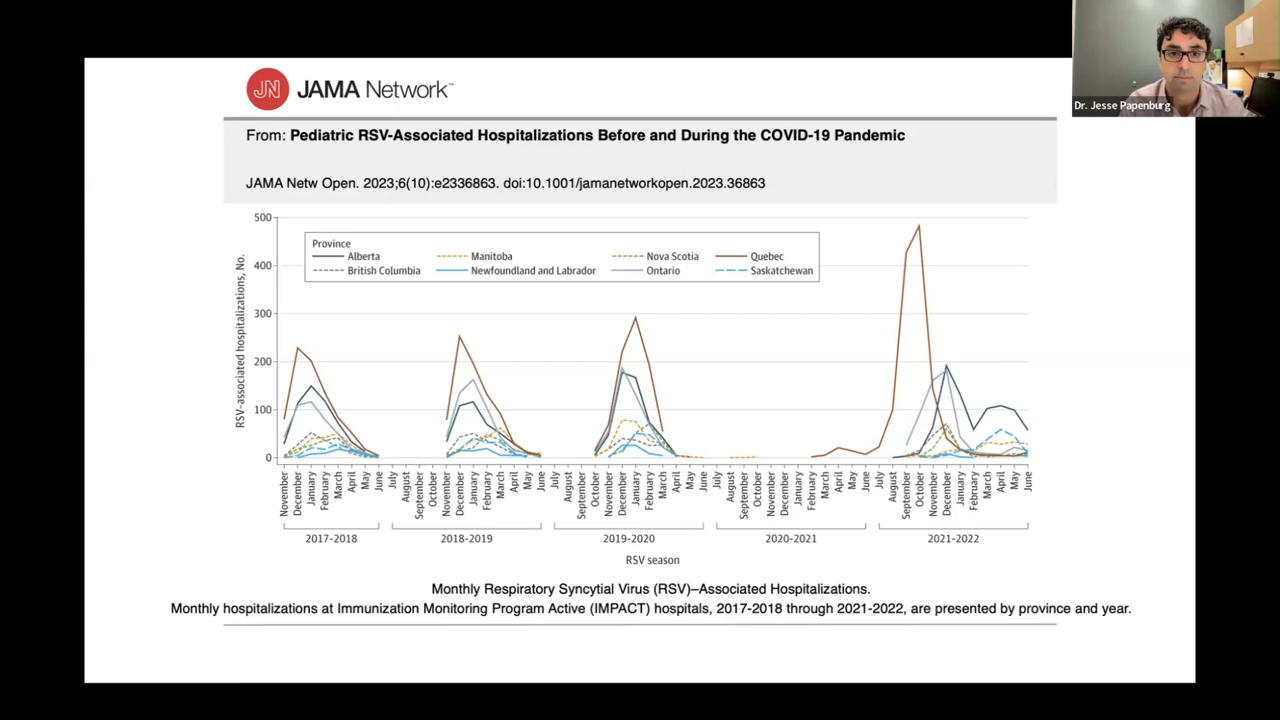 JN JAMA Network™
Dr. Jesse Papenburg
From: Pediatric RSV-Associated Hospitalizations Before and During the COVID-19 Pandemic
JAMA Netw Open. 2023;6(10):e2336863. doi:10.1001/jamanetworkopen.2023.36863
RSV-associated hospitalizations, No.
500
400
300
200
100
0
Province
Alberta Manitoba Nova Scotia Quebec
British Columbia Newfoundland and Labrador Ontario Saskatchewan
November December January February March April May June July August September October November December January February March April May June July August September October November December January February March April May June July August September October November December January February March April May June July August September October November December January February March April May June
2017-2018 2018-2019 2019-2020 2020-2021 2021-2022
RSV season
Monthly Respiratory Syncytial Virus (RSV)–Associated Hospitalizations.
Monthly hospitalizations at Immunization Monitoring Program Active (IMPACT) hospitals, 2017-2018 through 2021-2022, are presented by province and year.